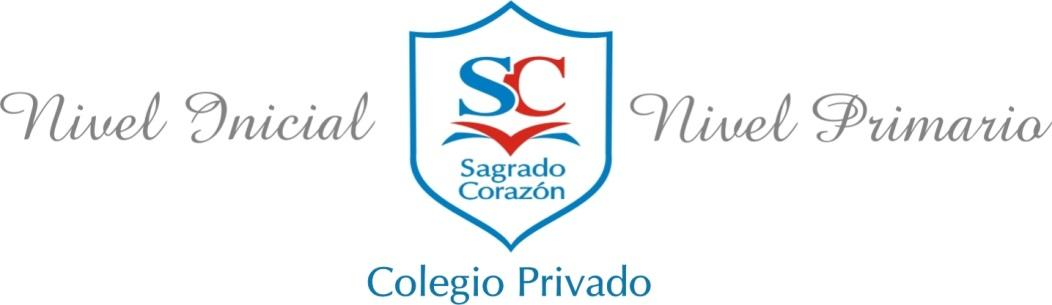 Nivel Inicial
SC
Sagrado
Corazón
Nivel Primario
Colegio Privado